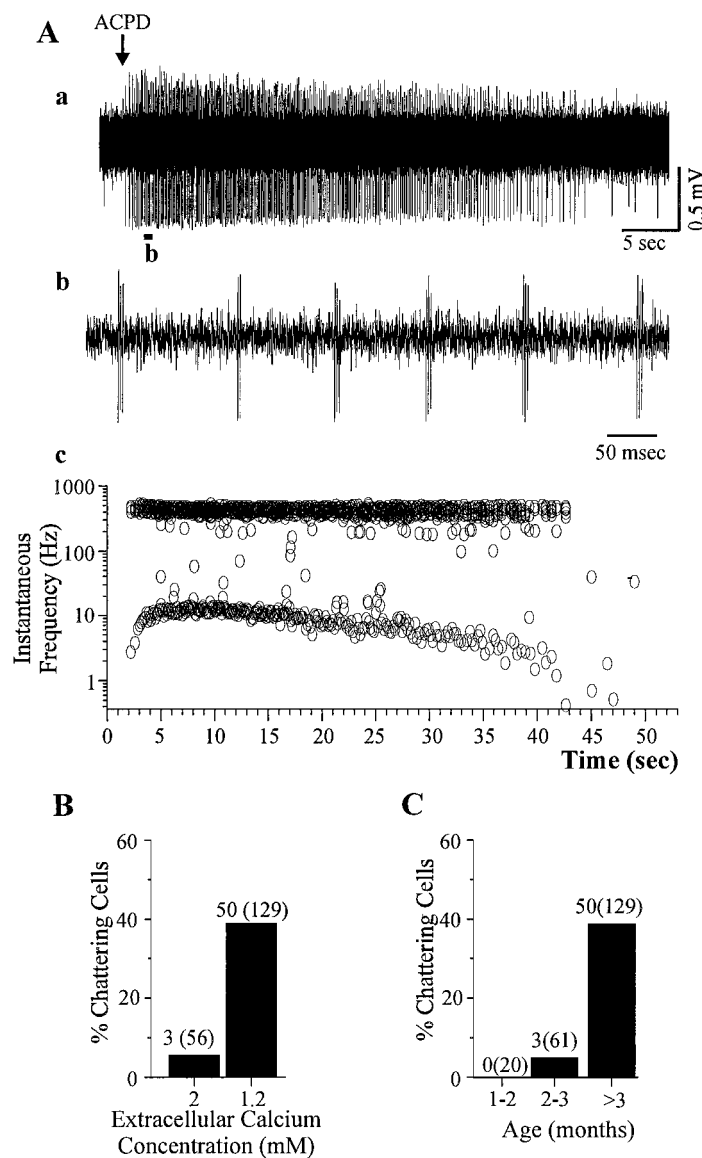 A
ACPD
a
0.5 mV
5 sec
b
b
50 msec
c
Instantaneous
Frequency (Hz)
1000
100
10
1
0 5 10 15 20 25 30 35 40 45 50
Time (sec)
B
% Chattering Cells
60
40
20
0
3 (56)
50 (129)
2 1.2
Extracellular Calcium
Concentration (mM)
C
% Chattering Cells
60
40
20
0
0(20)
3(61)
50(129)
1-2 2-3 >3
Age (months)